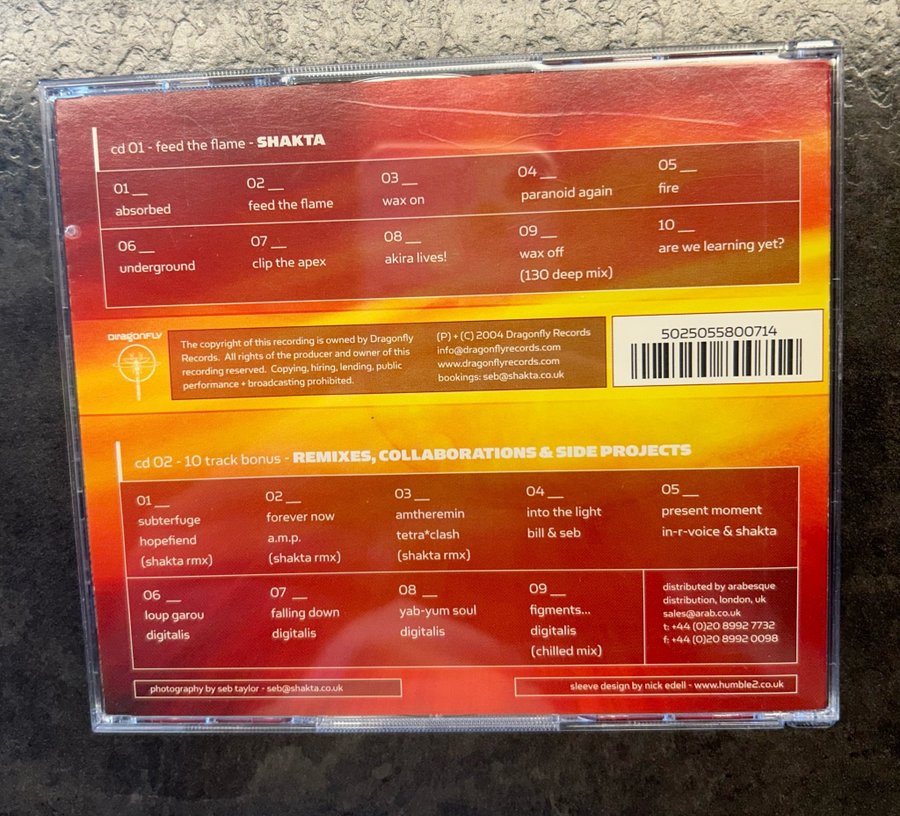 cd 01 - feed the flame - SHAKTA
01 __
absorbed
02 __
feed the flame
03 __
wax on
04 __
paranoid again
05 __
fire
06 __
underground
07 __
clip the apex
08 __
akira lives!
09 __
wax off
(130 deep mix)
10 __
are we learning yet?
DRAGONFLY
The copyright of this recording is owned by Dragonfly
Records. All rights of the producer and owner of this
recording reserved. Copying, hiring, lending, public
performance + broadcasting prohibited.
(P) + (C) 2004 Dragonfly Records
info@dragonflyrecords.com
www.dragonflyrecords.com
bookings: seb@shakta.co.uk
5025055800714
cd 02 - 10 track bonus - REMIXES, COLLABORATIONS & SIDE PROJECTS
01 __
subterfuge
hopefiend
(shakta rmx)
02 __
forever now
a.m.p.
(shakta rmx)
03 __
amtheremin
tetra*clash
(shakta rmx)
04 __
into the light
bill & seb
05 __
present moment
in-r-voice & shakta
06 __
loup garou
digitalis
07 __
falling down
digitalis
08 __
yab-yum soul
digitalis
09 __
figments...
digitalis
(chilled mix)
distributed by arabesque
distribution, london, uk
sales@arab.co.uk
t: +44 (0)20 8992 7732
f: +44 (0)20 8992 0098
photography by seb taylor - seb@shakta.co.uk
sleeve design by nick edell - www.humble2.co.uk